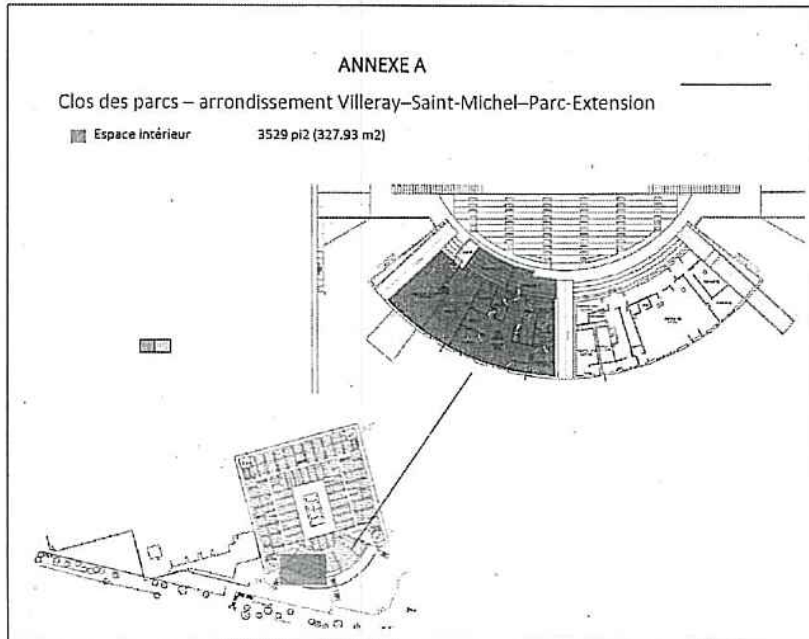 ANNEXE A
Clos des parcs – arrondissement Villeray–Saint-Michel–Parc-Extension
Espace intérieur 3529 pi2 (327.93 m2)